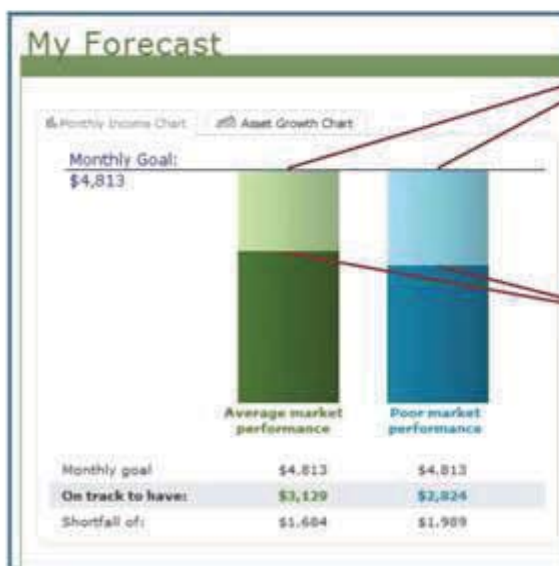 My Forecast
Monthly Income Chart Asset Growth Chart
Monthly Goal:
$4,813
Average market performance
Poor market performance
Monthly goal $4,813 $4,813
On track to have: $3,129 $2,824
Shortfall of: $1,684 $1,989